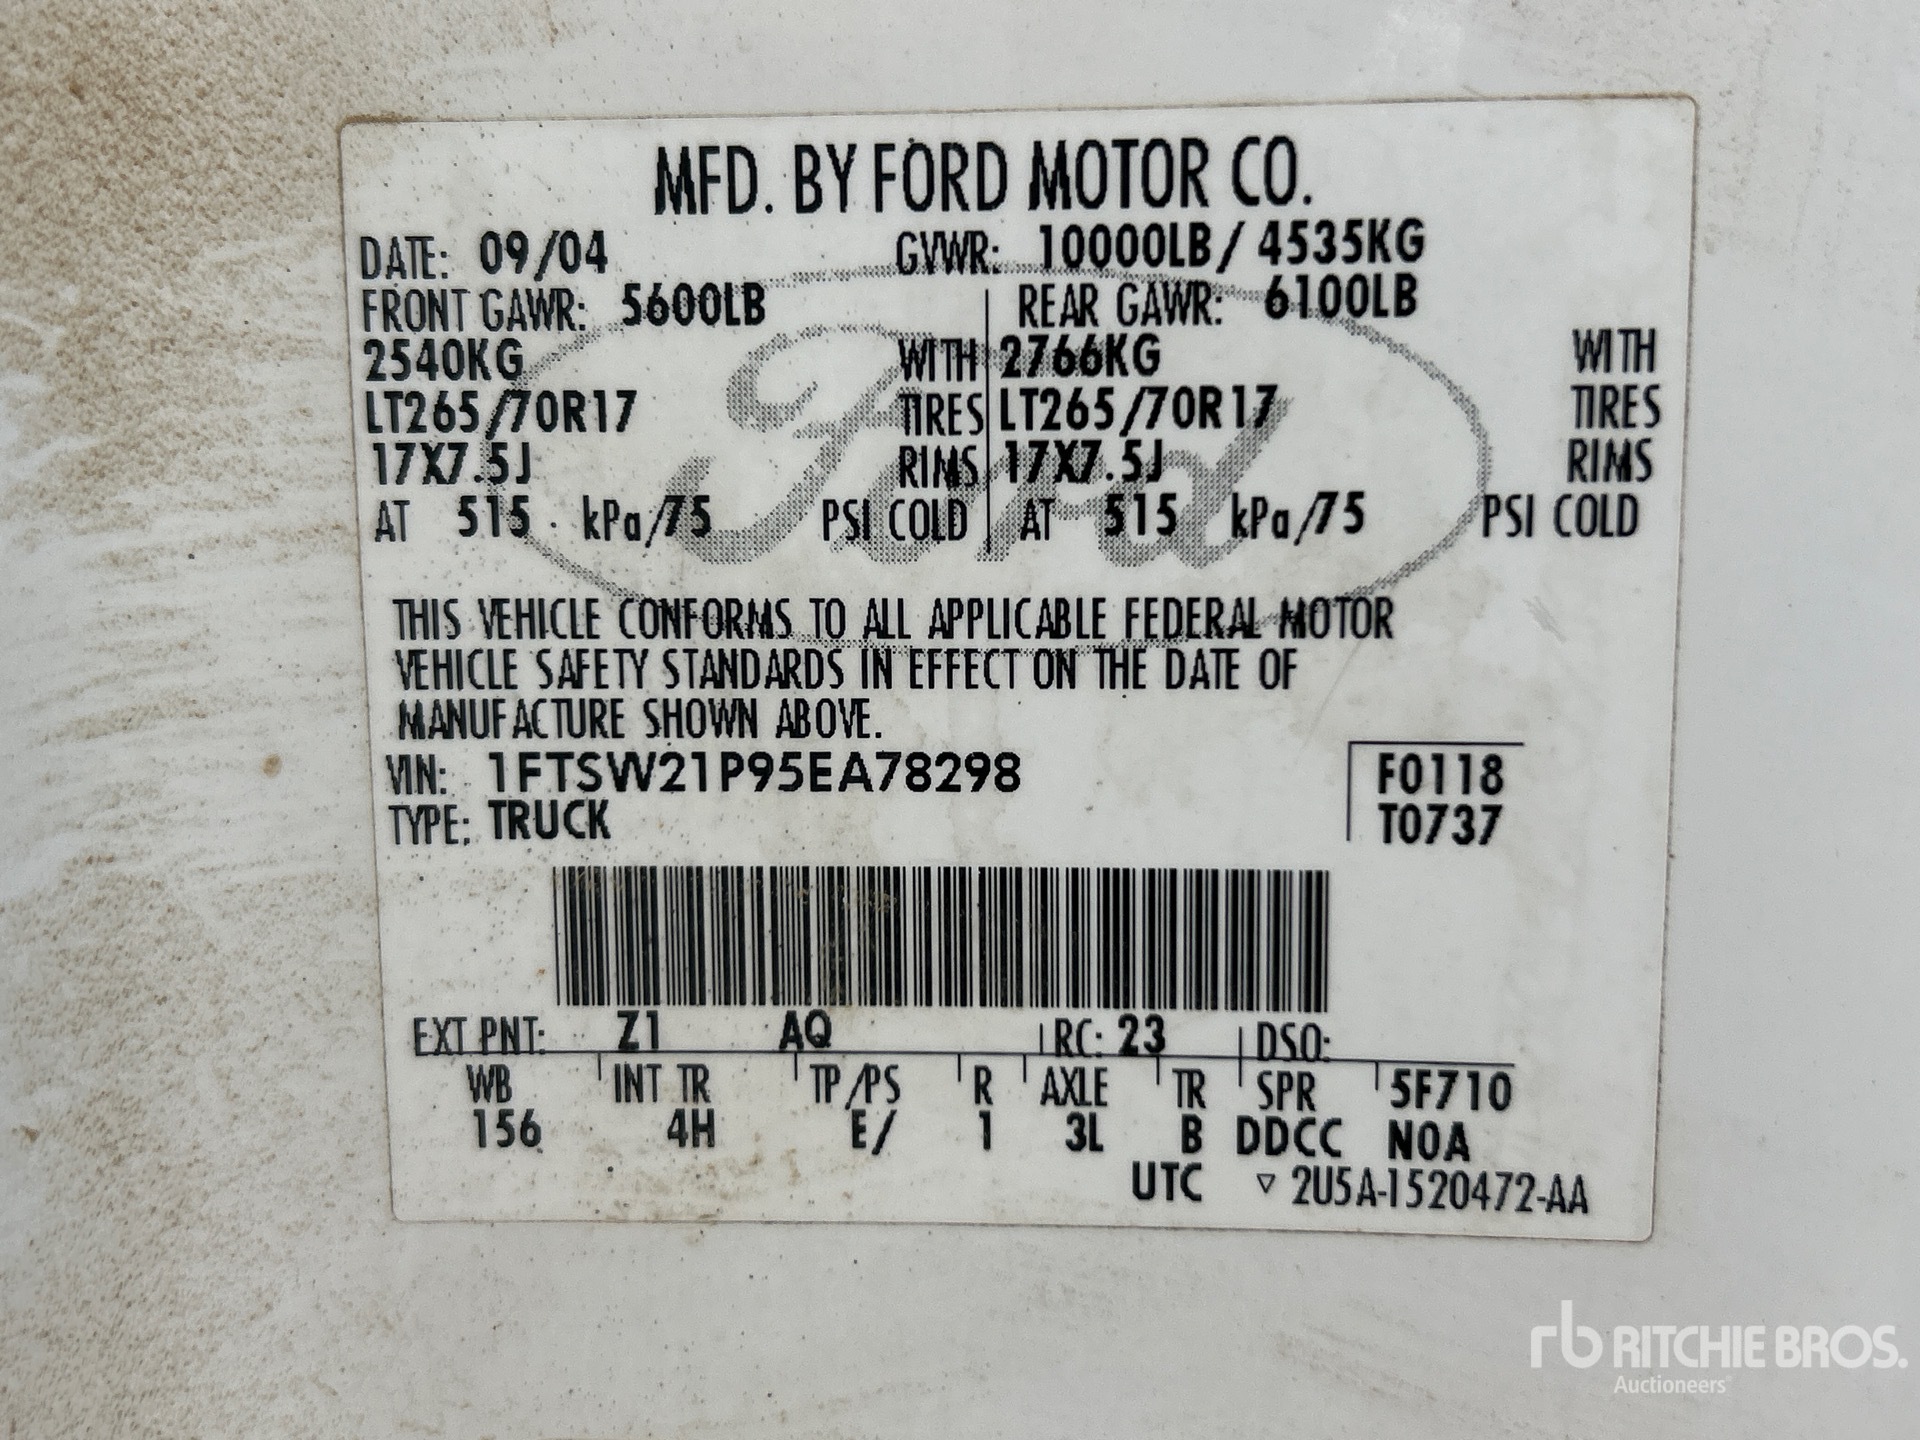 MFD. BY FORD MOTOR CO.
DATE: 09/04 GVWR: 10000LB/ 4535KG
FRONT GAWR: 5600LB REAR GAWR: 6100LB
2540KG WITH 2766KG WITH
LT265/70R17 TIRES LT265/70R17 TIRES
17X7.5J RIMS 17X7.5J RIMS
AT 515 kPa/75 PSI COLD AT 515 kPa/75 PSI COLD
Ford
THIS VEHICLE CONFORMS TO ALL APPLICABLE FEDERAL MOTOR
VEHICLE SAFETY STANDARDS IN EFFECT ON THE DATE OF
MANUFACTURE SHOWN ABOVE.
VIN: 1FTSW21P95EA78298 F0118
TYPE: TRUCK T0737
EXT PNT: Z1 AQ RC: 23 DSO:
WB INT TR TP/PS R AXLE TR SPR 5F710
156 4H E/ 1 3L B DDCC N0A
UTC ▿ 2U5A-1520472-AA
rb RITCHIE BROS.
Auctioneers